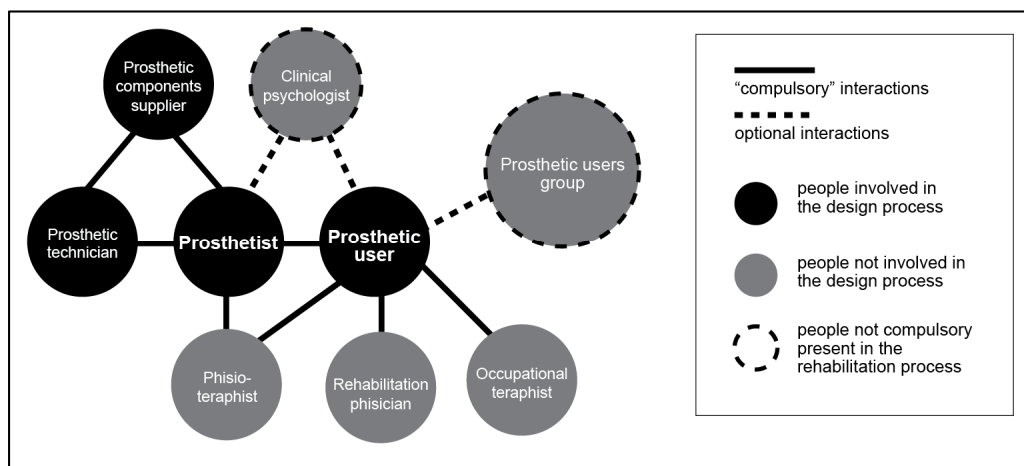 Prosthetic
components
supplier
Clinical
psychologist
Prosthetic users
group
Prosthetic
technician
Prosthetist
Prosthetic
user
Phisio-
teraphist
Rehabilitation
phisician
Occupational
teraphist
“compulsory” interactions
optional interactions
people involved in
the design process
people not involved in
the design process
people not compulsory
present in the
rehabilitation process